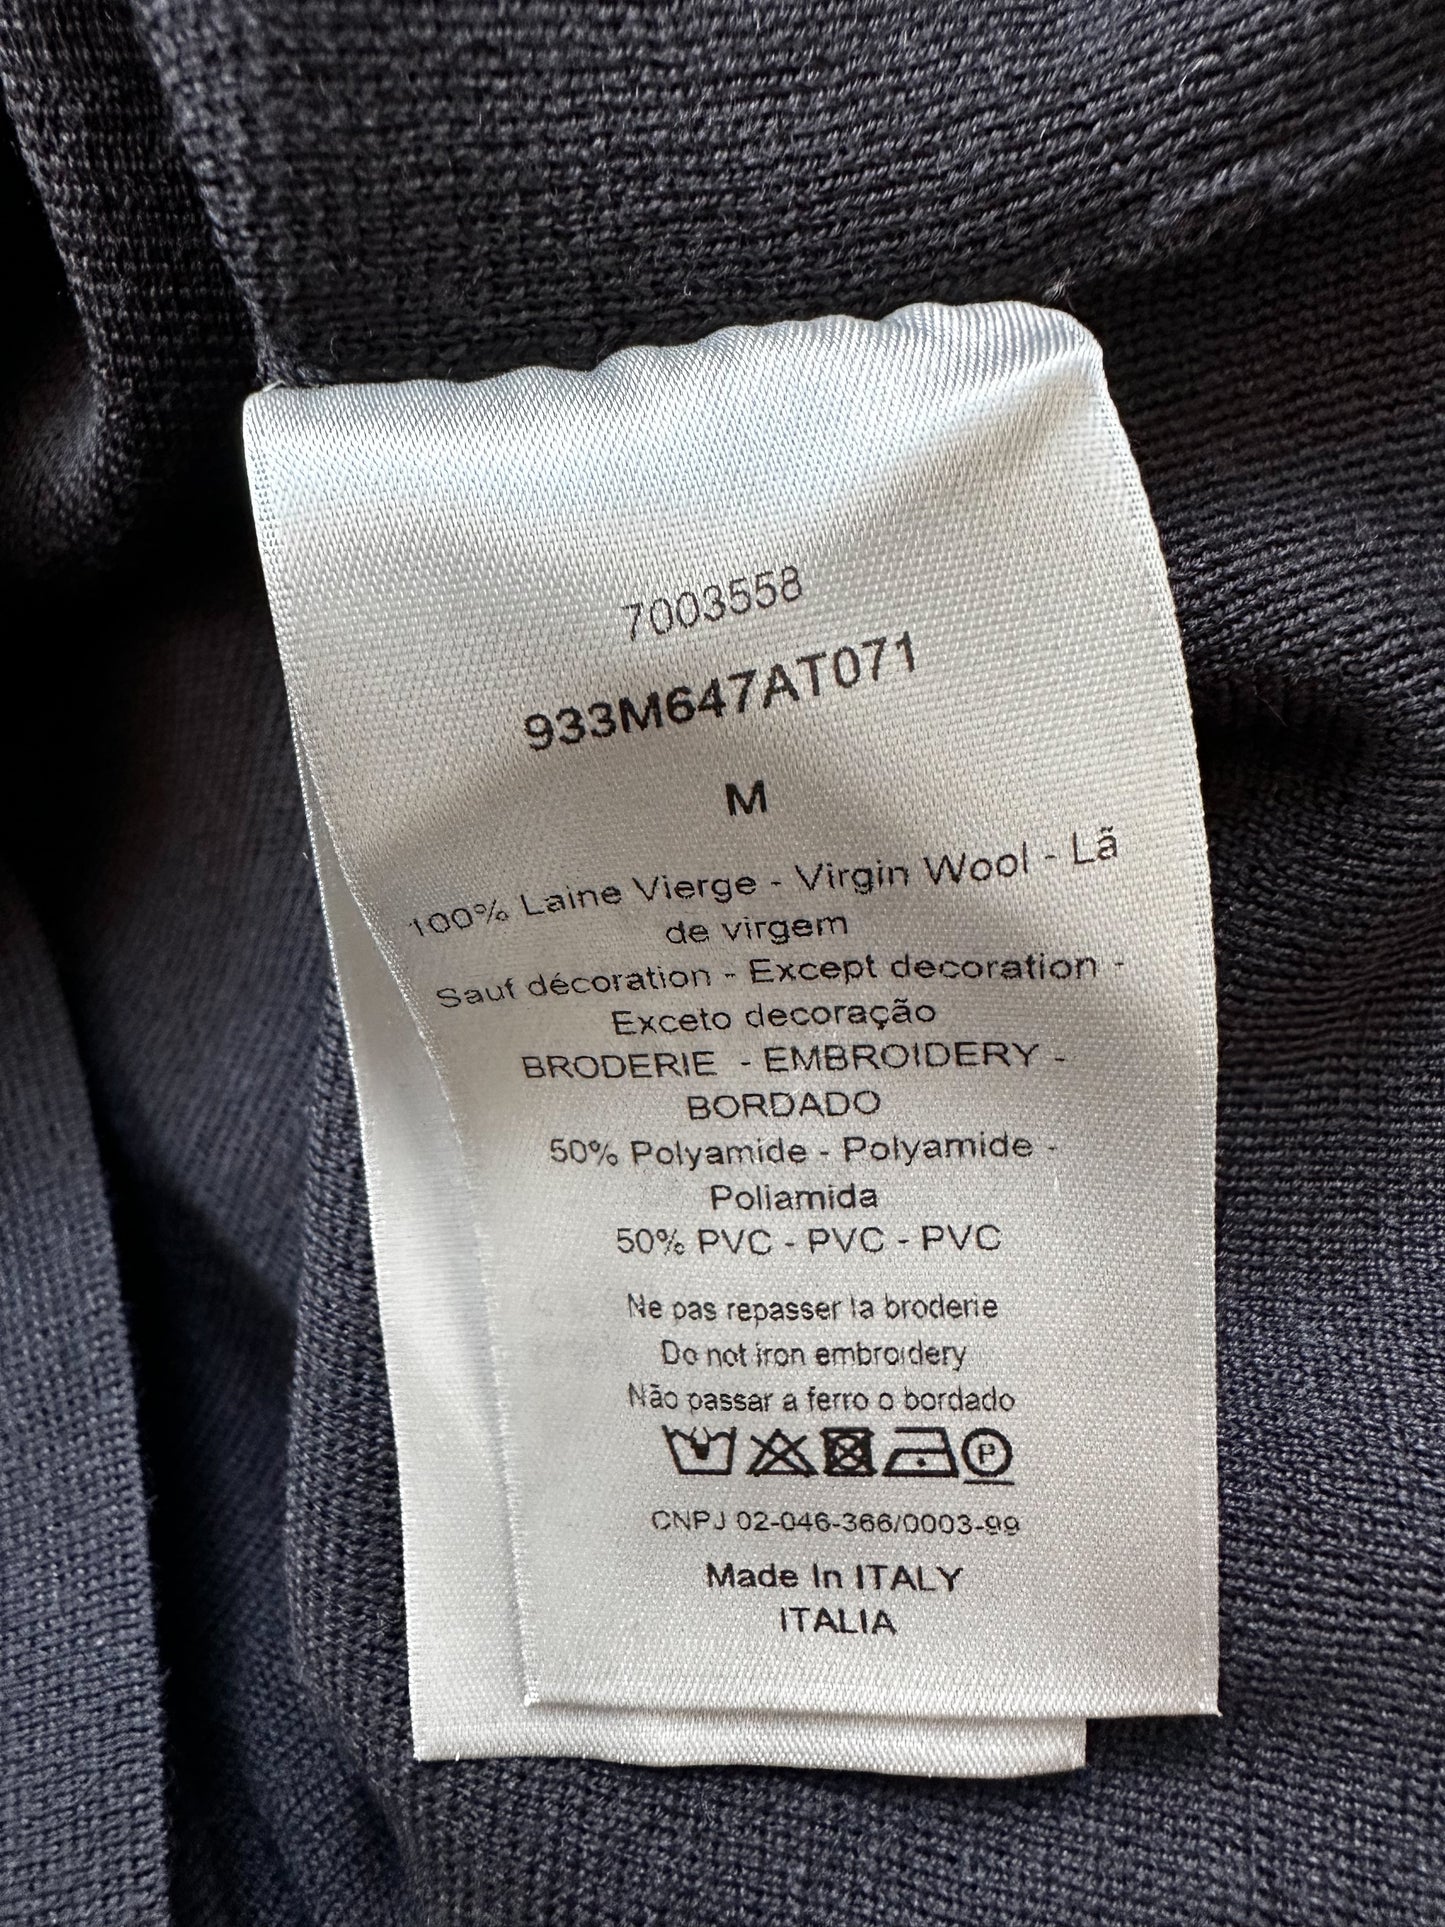 7003558
933M647AT071
M
100% Laine Vierge - Virgin Wool - Lã
de virgem
Sauf décoration - Except decoration -
Exceto decoração
BRODERIE - EMBROIDERY -
BORDADO
50% Polyamide - Polyamide -
Poliamida
50% PVC - PVC - PVC
Ne pas repasser la broderie
Do not iron embroidery
Não passar a ferro o bordado
P
CNPJ 02-046-366/0003-99
Made In ITALY
ITALIA